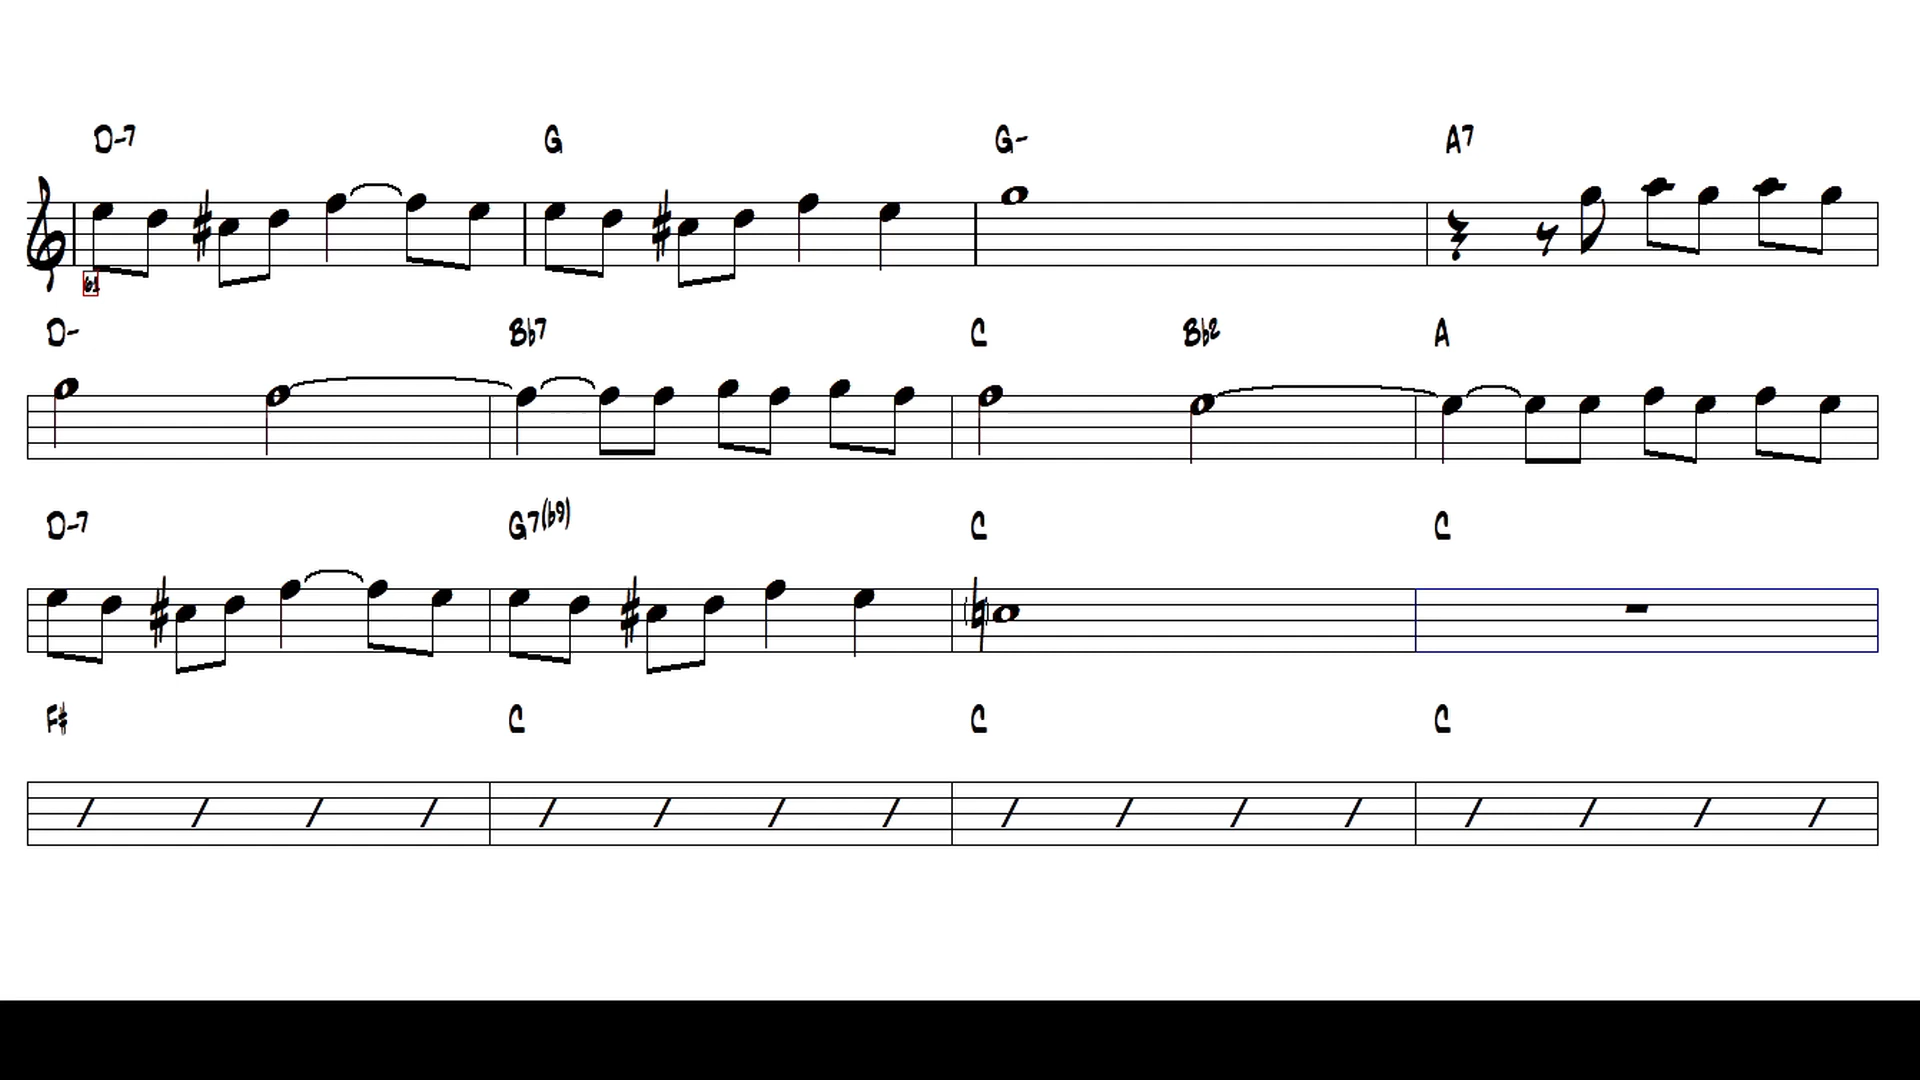 D-7 G G- A7
61
D- Bb7 C Bb2 A
D-7 G7(b9) C C
F# C C C